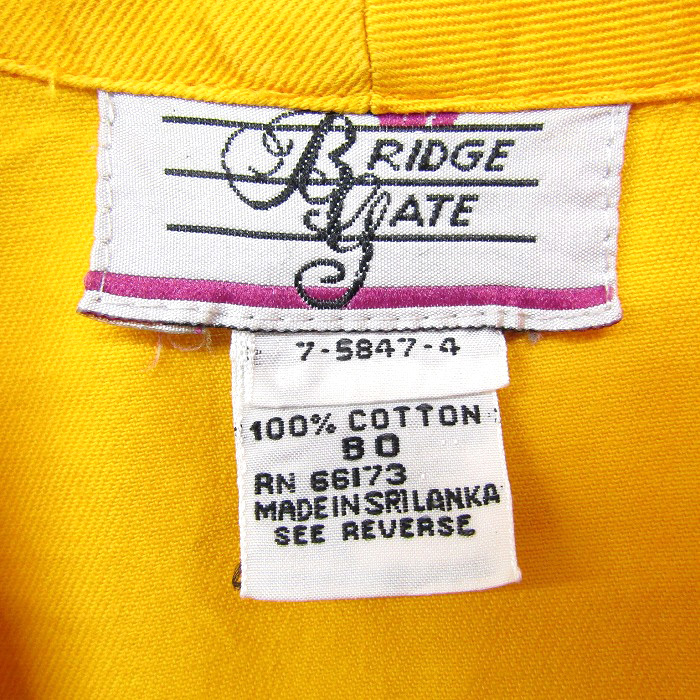 BRIDGE
GATE
7-5847-4
100% COTTON
80
RN 66173
MADE IN SRI LANKA
SEE REVERSE